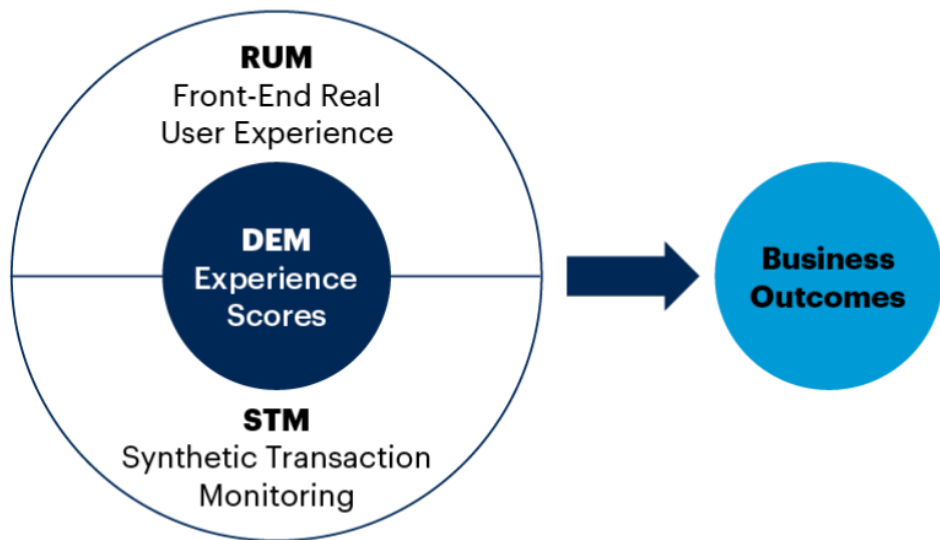 RUM
Front-End Real
User Experience
DEM
Experience
Scores
STM
Synthetic Transaction
Monitoring
Business
Outcomes